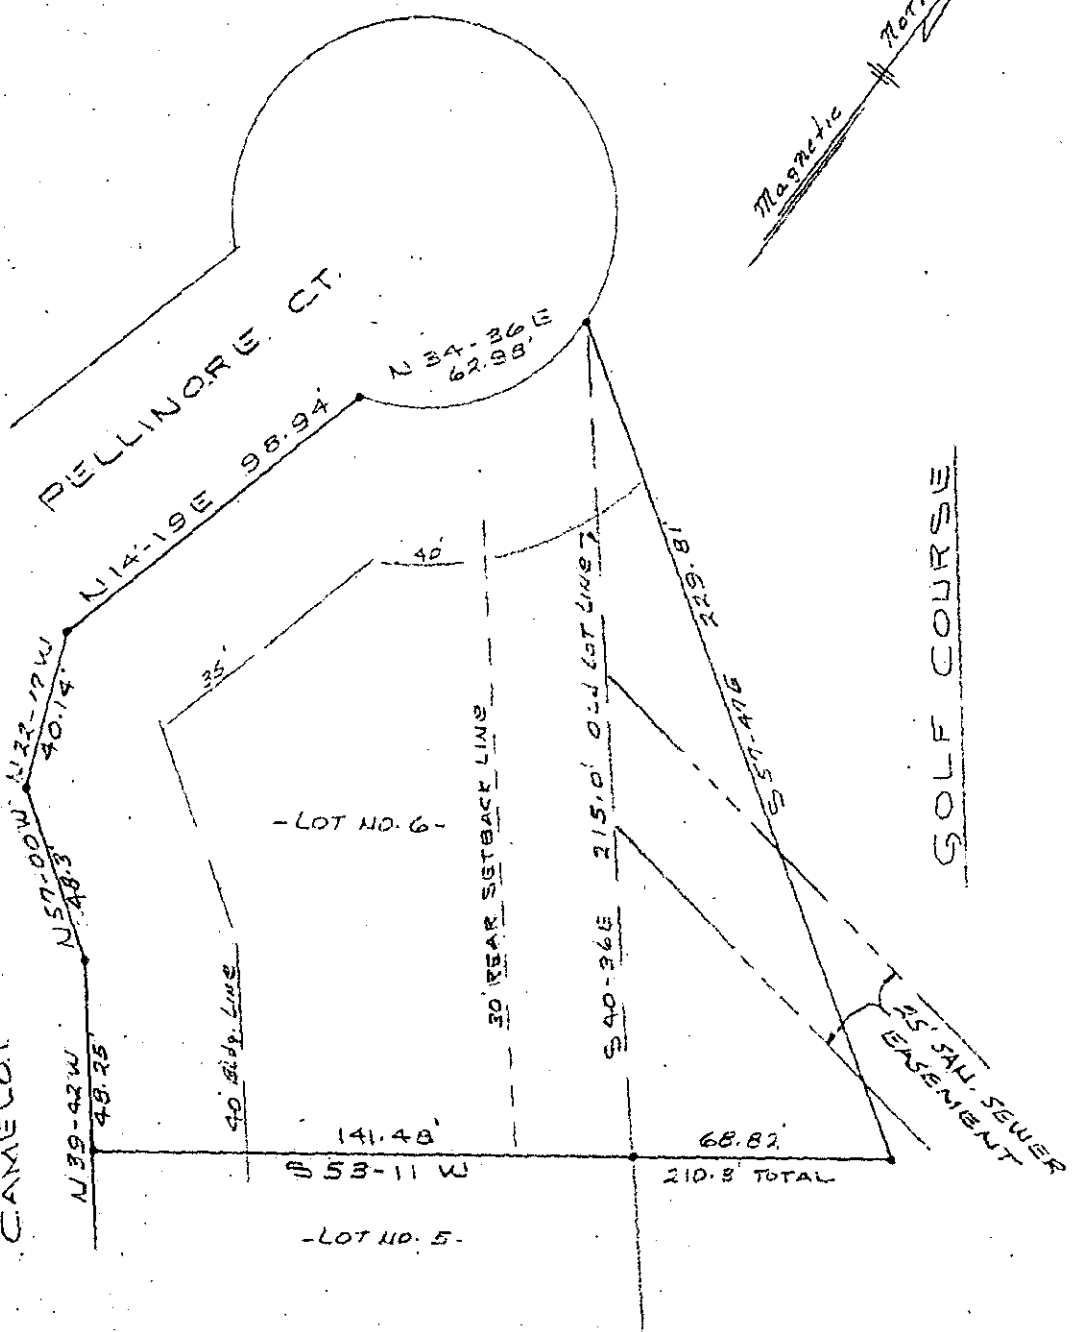 Magnetic
PELLINORE CT.
N 34-36 E
62.98'
N 14-19 E 98.94'
N 22-17 W
40.14'
N 57-00 W
48.3'
N 39-42 W
48.25'
40'
35'
229.81'
S 57-47 E
GOLF COURSE
-LOT NO. 6-
30' REAR SETBACK LINE
S 40-36 E 215.0' OLD LOT LINE
40' Bldg. Line
25' SAN. SEWER
EASEMENT
141.48'
S 53-11 W
68.82'
210.3' TOTAL
-LOT NO. 5-